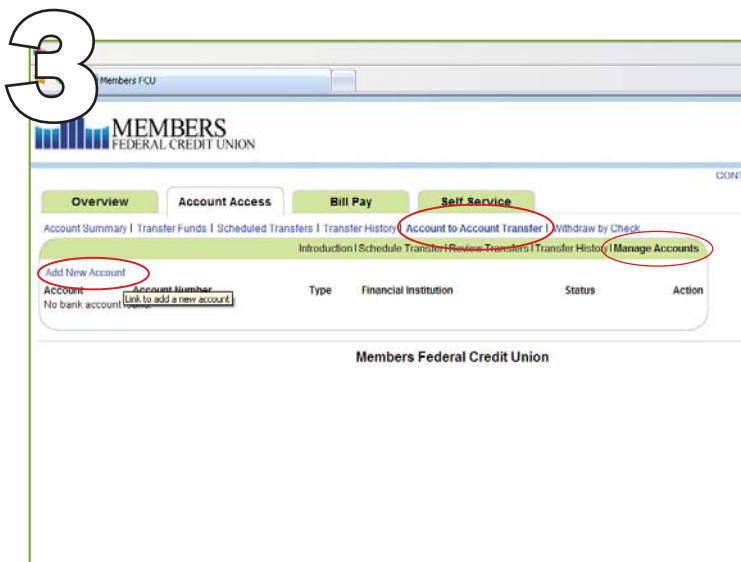 3
Members FCU
MEMBERS
FEDERAL CREDIT UNION
CONT
Overview Account Access Bill Pay Self Service
Account Summary | Transfer Funds | Scheduled Transfers | Transfer History | Account to Account Transfer | Withdraw by Check
Introduction | Schedule Transfer | Review Transfers | Transfer History | Manage Accounts
Add New Account
Account Account Number Type Financial Institution Status Action
Link to add a new account
No bank account found.
Members Federal Credit Union